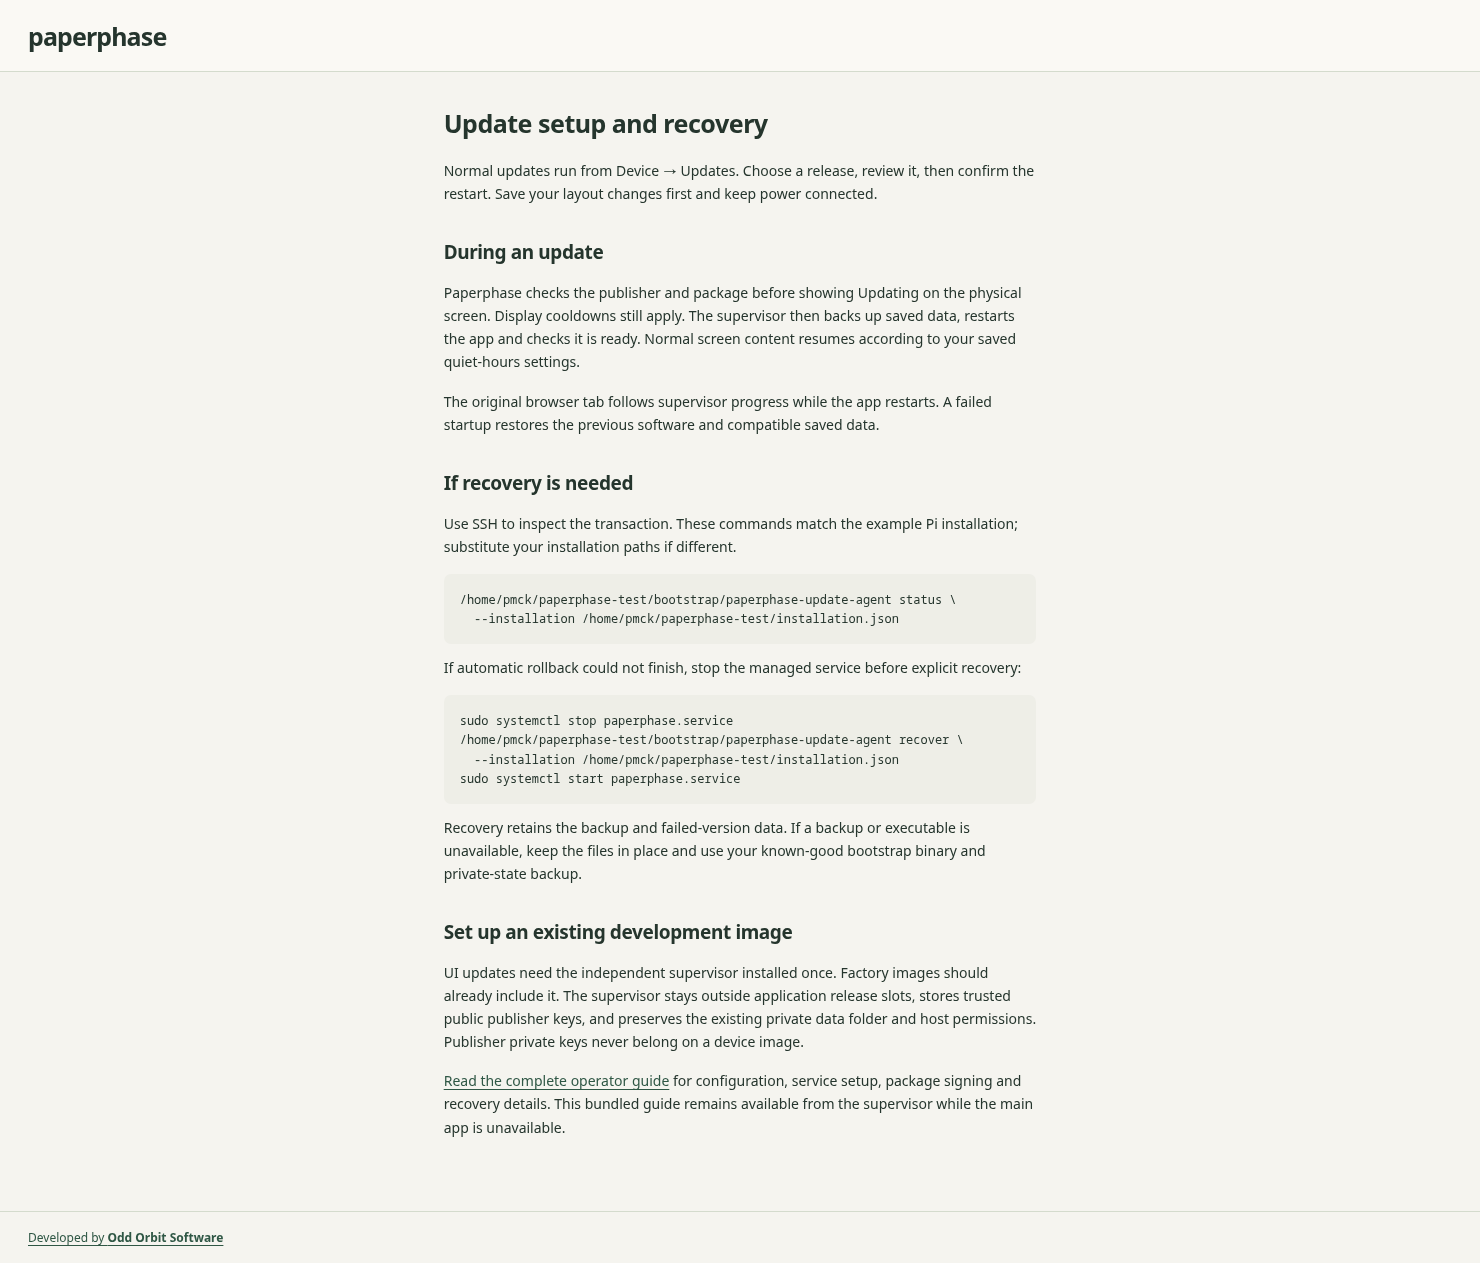 paperphase
Update setup and recovery
Normal updates run from Device → Updates. Choose a release, review it, then confirm the
restart. Save your layout changes first and keep power connected.
During an update
Paperphase checks the publisher and package before showing Updating on the physical
screen. Display cooldowns still apply. The supervisor then backs up saved data, restarts
the app and checks it is ready. Normal screen content resumes according to your saved
quiet-hours settings.
The original browser tab follows supervisor progress while the app restarts. A failed
startup restores the previous software and compatible saved data.
If recovery is needed
Use SSH to inspect the transaction. These commands match the example Pi installation;
substitute your installation paths if different.
/home/pmck/paperphase-test/bootstrap/paperphase-update-agent status \
  --installation /home/pmck/paperphase-test/installation.json
If automatic rollback could not finish, stop the managed service before explicit recovery:
sudo systemctl stop paperphase.service
/home/pmck/paperphase-test/bootstrap/paperphase-update-agent recover \
  --installation /home/pmck/paperphase-test/installation.json
sudo systemctl start paperphase.service
Recovery retains the backup and failed-version data. If a backup or executable is
unavailable, keep the files in place and use your known-good bootstrap binary and
private-state backup.
Set up an existing development image
UI updates need the independent supervisor installed once. Factory images should
already include it. The supervisor stays outside application release slots, stores trusted
public publisher keys, and preserves the existing private data folder and host permissions.
Publisher private keys never belong on a device image.
Read the complete operator guide for configuration, service setup, package signing and
recovery details. This bundled guide remains available from the supervisor while the main
app is unavailable.
Developed by Odd Orbit Software